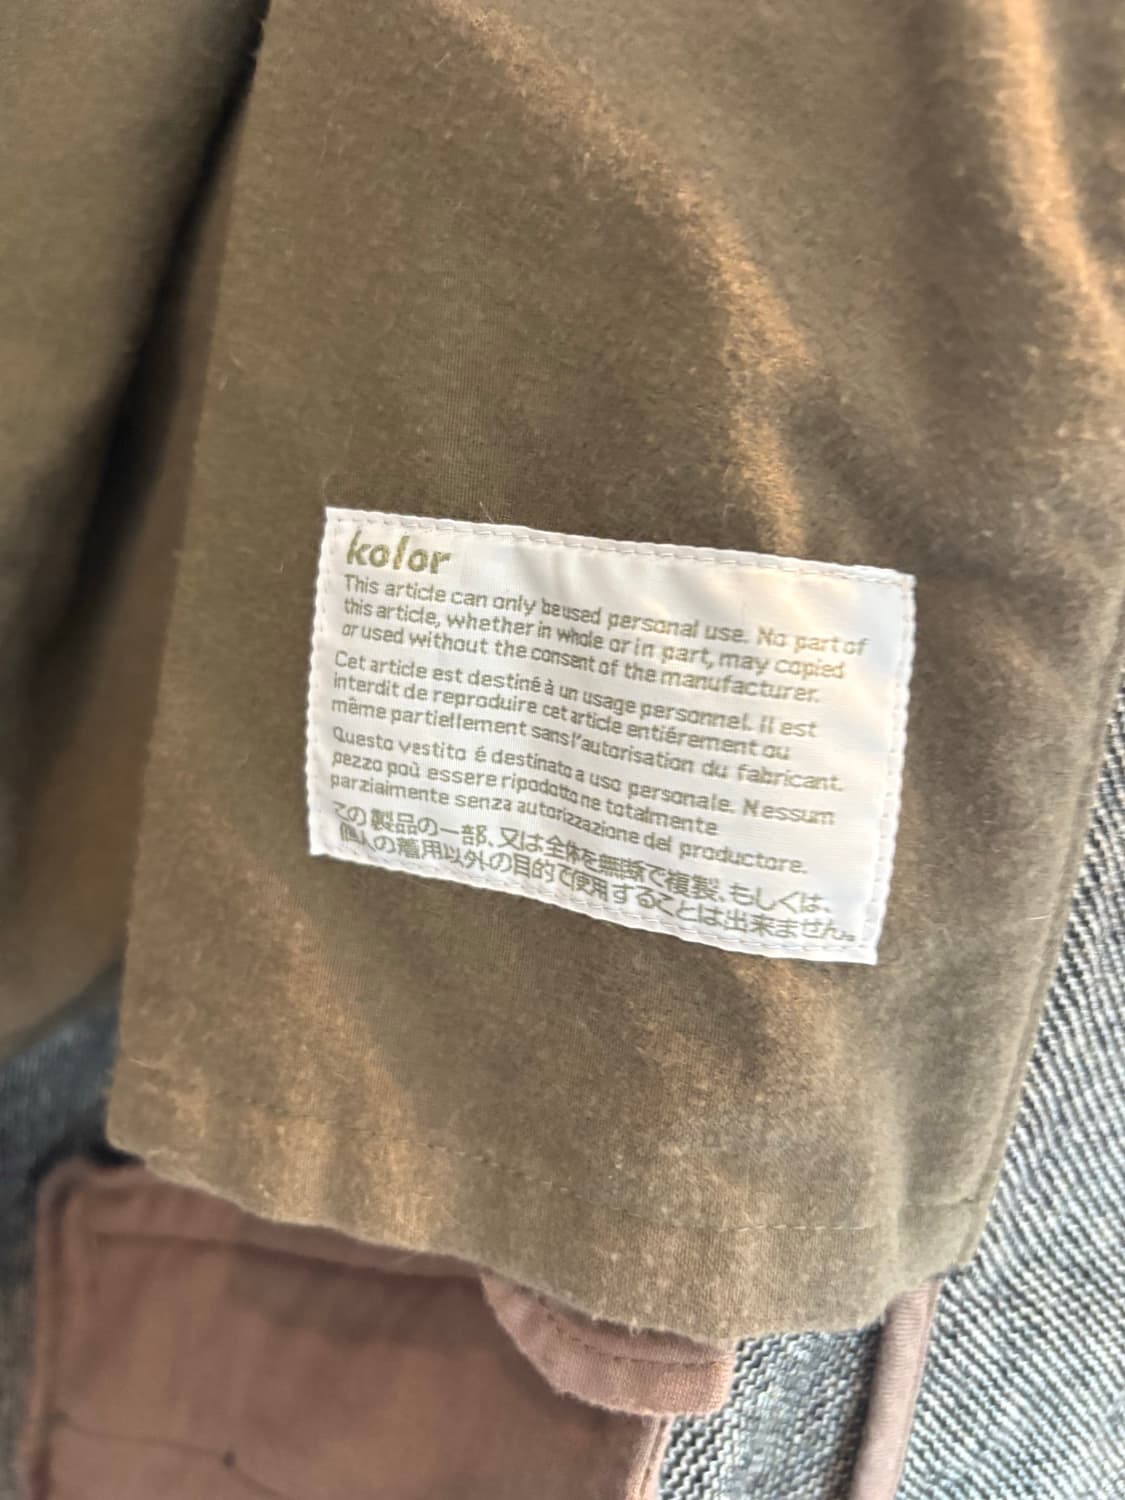 kolor
This article can only beused personal use. No part of
this article, whether in whole or in part, may copied
or used without the consent of the manufacturer.
Cet article est destiné à un usage personnel. Il est
interdit de reproduire cet article entiérement ou
même partiellement sans l'autorisation du fabricant.
Questo vestito é destinato a uso personale. Nessum
pezzo poù essere ripodotto ne totalmente
parzialmente senza autorizzazione del produttore.
この製品の一部、又は全体を無断で複製、もしくは、
個人の着用以外の目的で使用することは出来ません。